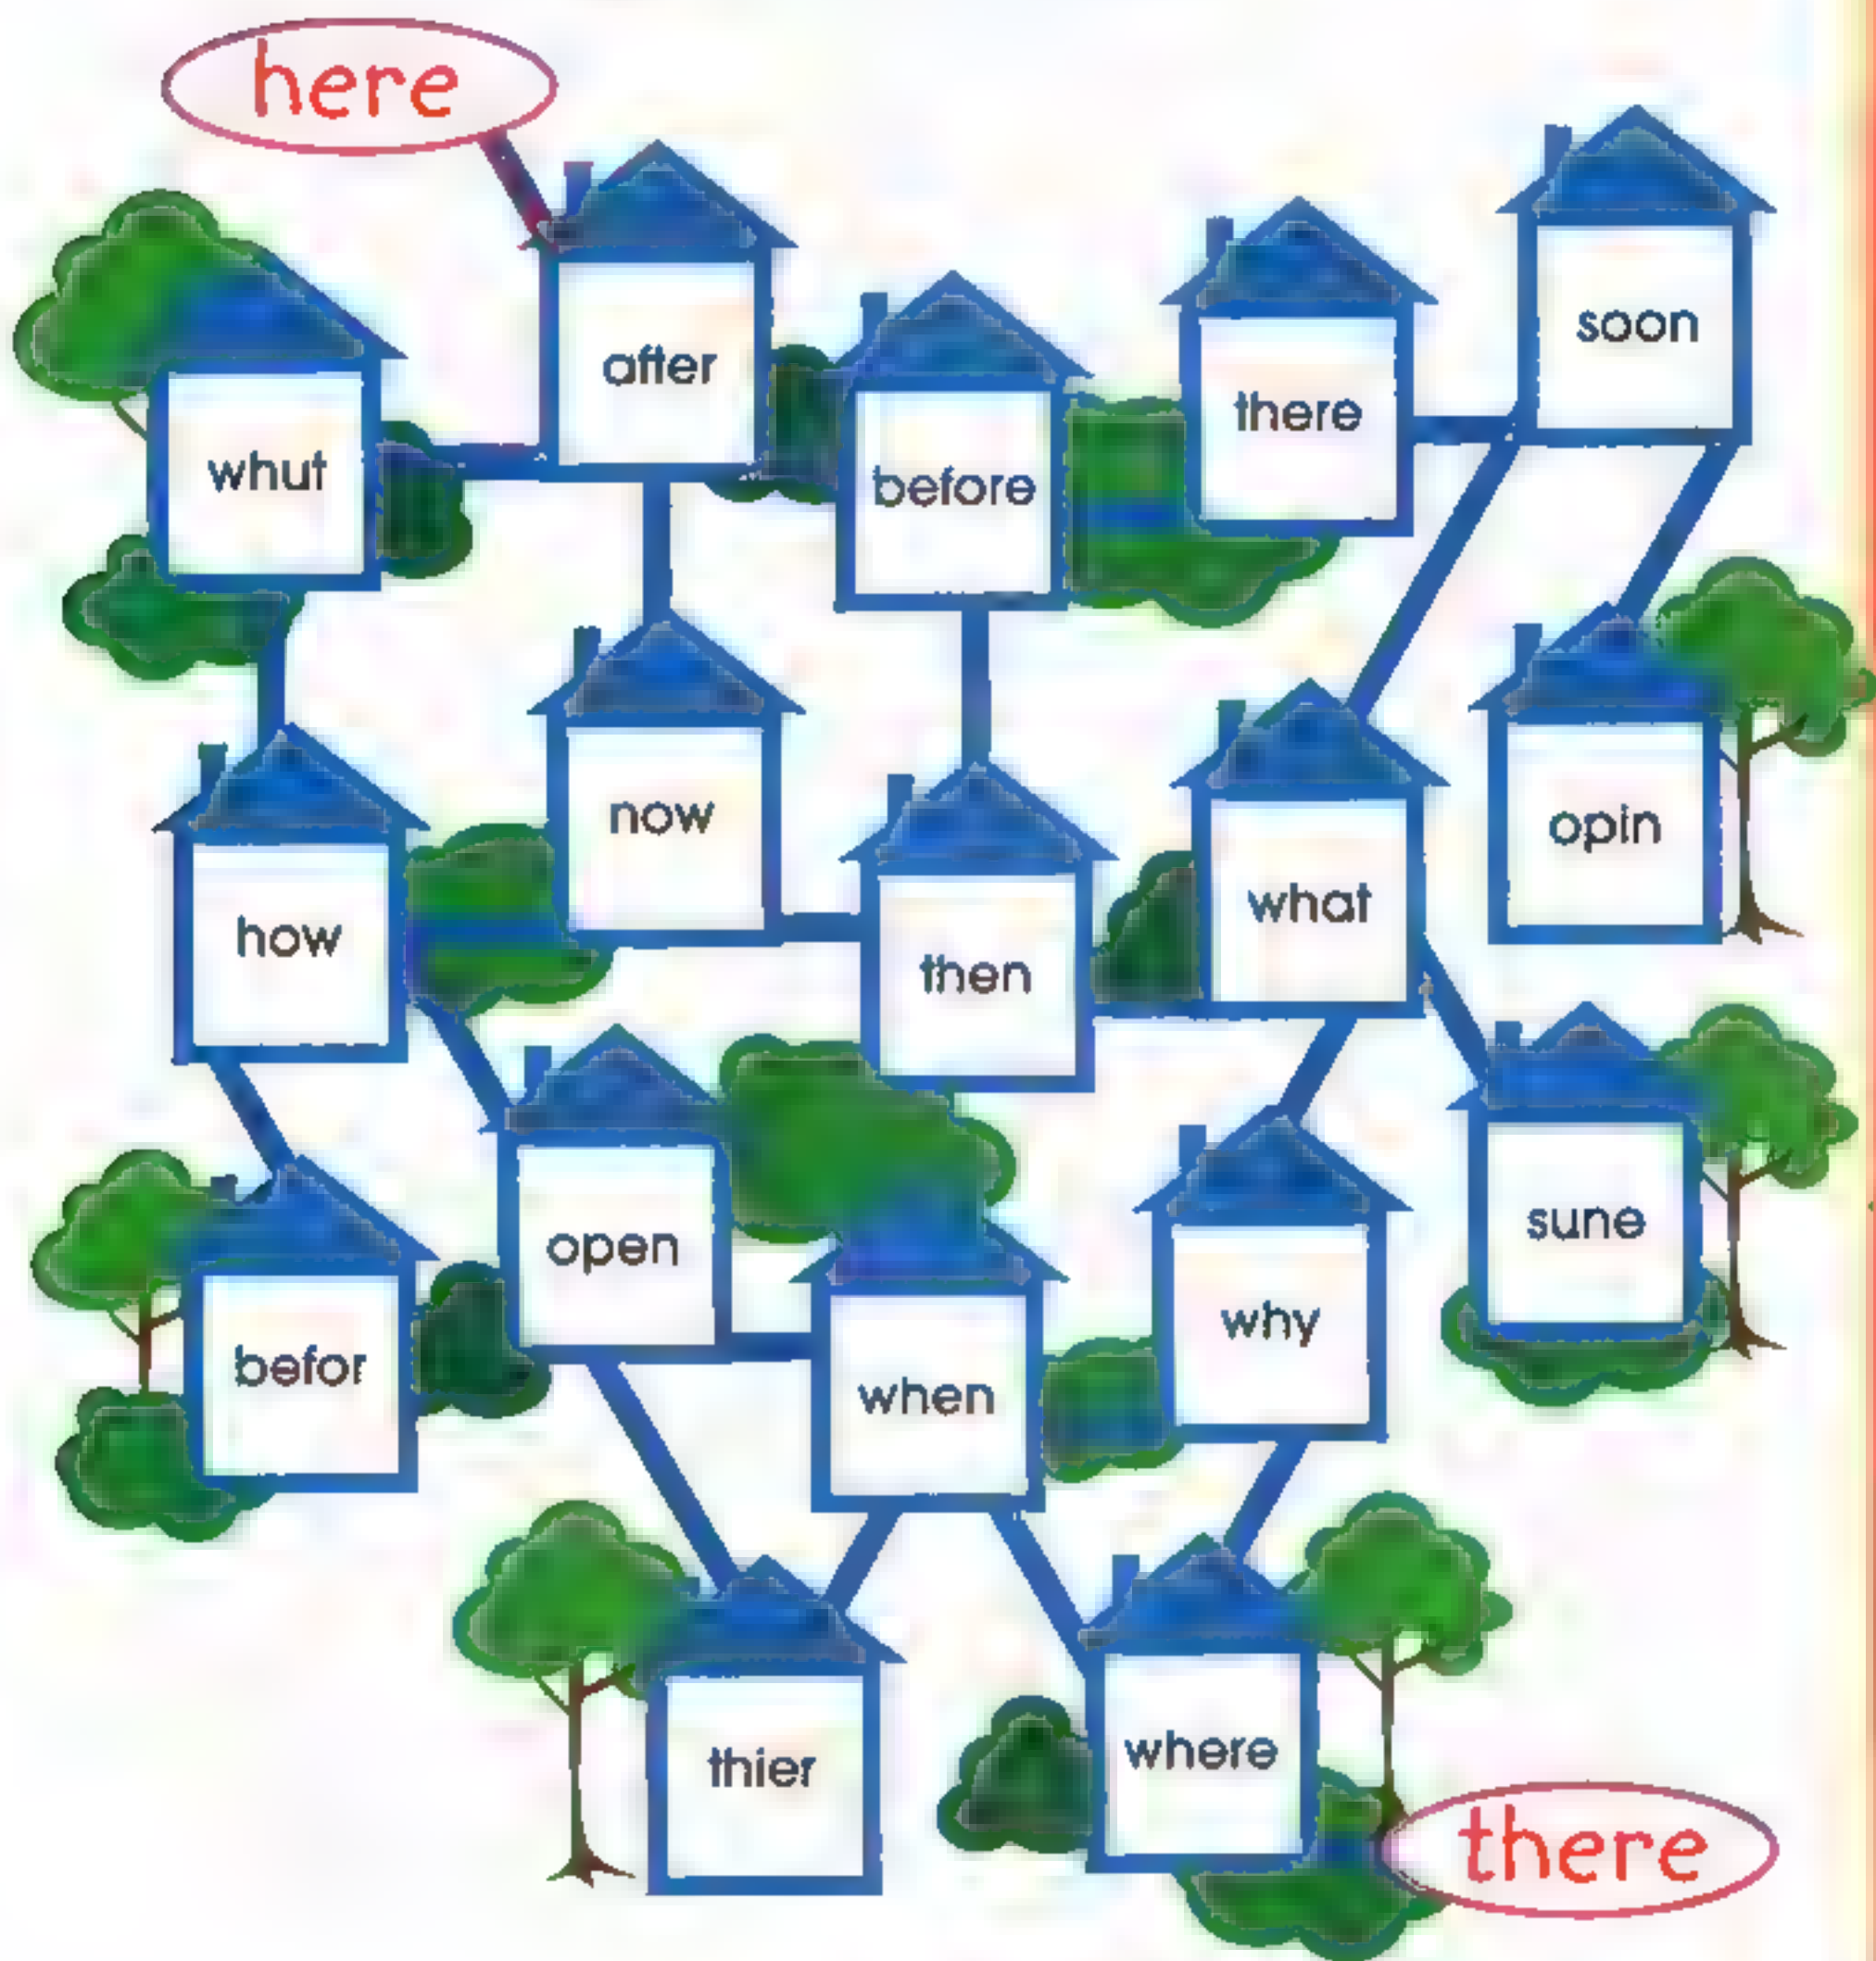 here
soon
after
there
whut
before
now
opin
what
how
then
open
sune
why
befor
when
where
thier
there